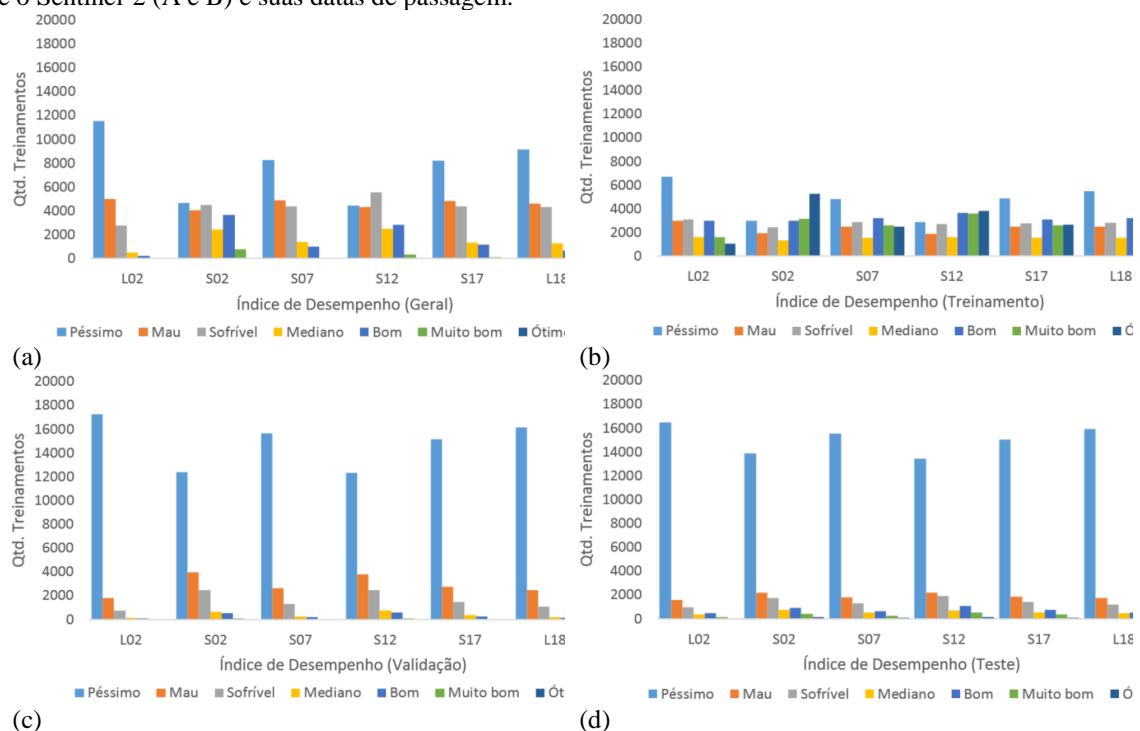 e o Sentinel 2 (A e B) e suas datas de passagem.
20000
18000
16000
14000
12000
10000
8000
6000
4000
2000
0
Qtd. Treinamentos
L02 S02 S07 S12 S17 L18
Índice de Desempenho (Geral)
Péssimo Mau Sofrível Mediano Bom Muito bom Ótim
(a)
20000
18000
16000
14000
12000
10000
8000
6000
4000
2000
0
Qtd. Treinamentos
L02 S02 S07 S12 S17 L18
Índice de Desempenho (Treinamento)
Péssimo Mau Sofrível Mediano Bom Muito bom Ó
(b)
20000
18000
16000
14000
12000
10000
8000
6000
4000
2000
0
Qtd. Treinamentos
L02 S02 S07 S12 S17 L18
Índice de Desempenho (Validação)
Péssimo Mau Sofrível Mediano Bom Muito bom Ót
(c)
20000
18000
16000
14000
12000
10000
8000
6000
4000
2000
0
Qtd. Treinamentos
L02 S02 S07 S12 S17 L18
Índice de Desempenho (Teste)
Péssimo Mau Sofrível Mediano Bom Muito bom Ó
(d)